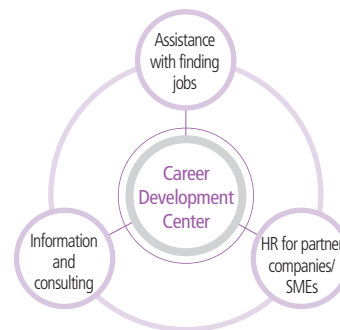 Assistance
with finding
jobs
Career
Development
Center
Information
and
consulting
HR for partner
companies/
SMEs